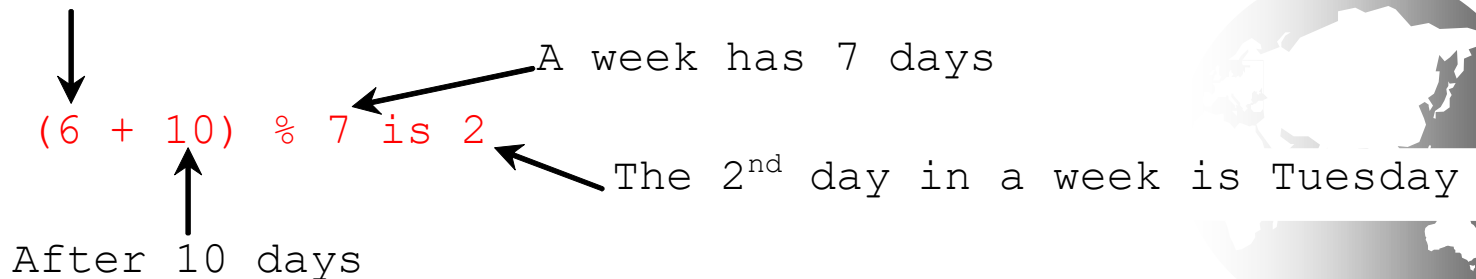 A week has 7 days
(6 + 10) % 7 is 2
The 2nd day in a week is Tuesday
After 10 days